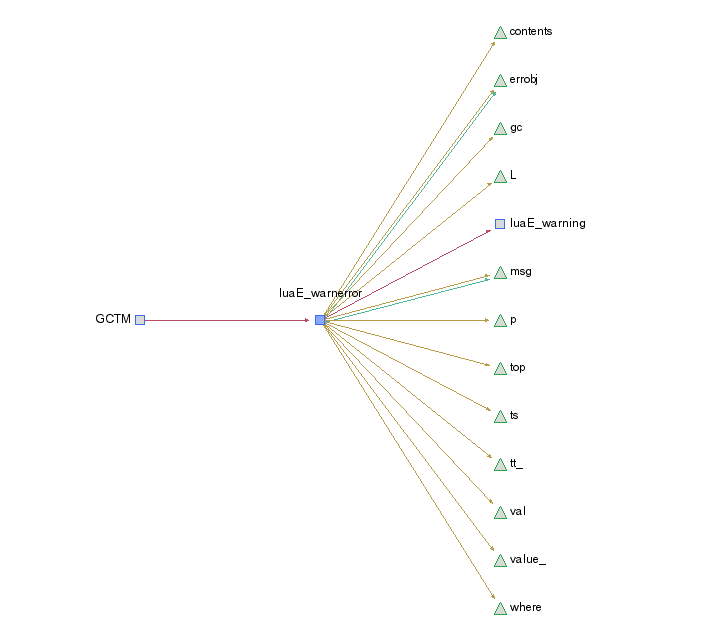 contents
errobj
gc
L
luaE_warning
luaE_warnerror
msg
GCTM
p
top
ts
tt_
val
value_
where